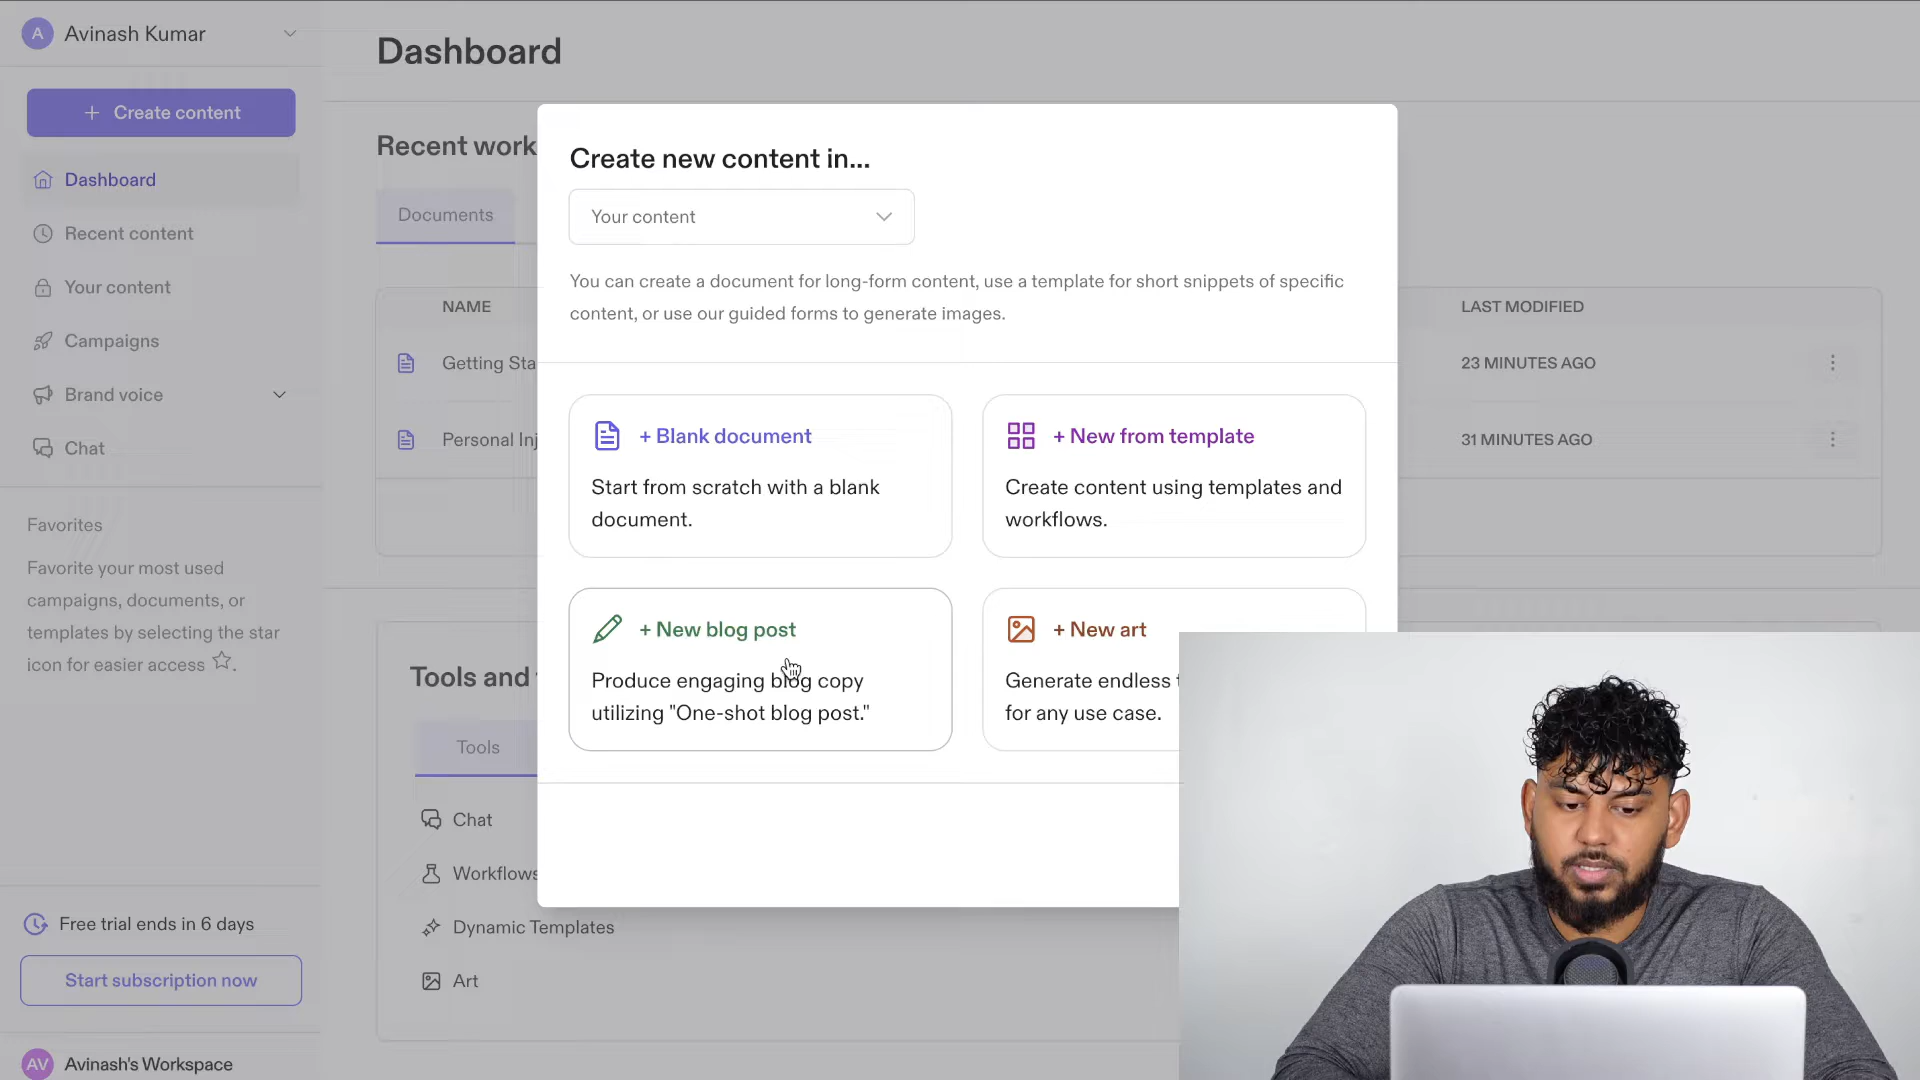 A Avinash Kumar
+ Create content
Dashboard
Recent content
Your content
Campaigns
Brand voice
Chat
Favorites
Favorite your most used
campaigns, documents, or
templates by selecting the star
icon for easier access ☆.
Free trial ends in 6 days
Start subscription now
AV Avinash's Workspace
Dashboard
Recent work
Documents
NAME
LAST MODIFIED
Getting Sta
23 MINUTES AGO
Personal Inj
31 MINUTES AGO
Tools and
Tools
Chat
Workflows
Dynamic Templates
Art
Create new content in...
Your content
You can create a document for long-form content, use a template for short snippets of specific
content, or use our guided forms to generate images.
+ Blank document
Start from scratch with a blank
document.
+ New from template
Create content using templates and
workflows.
+ New blog post
Produce engaging blog copy
utilizing "One-shot blog post."
+ New art
Generate endless
for any use case.